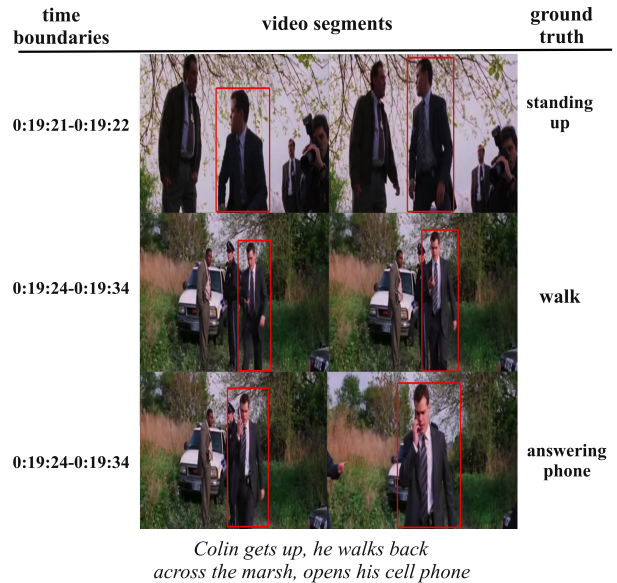 time
boundaries
video segments
ground
truth
0:19:21-0:19:22
standing
up
0:19:24-0:19:34
walk
0:19:24-0:19:34
answering
phone
Colin gets up, he walks back
across the marsh, opens his cell phone